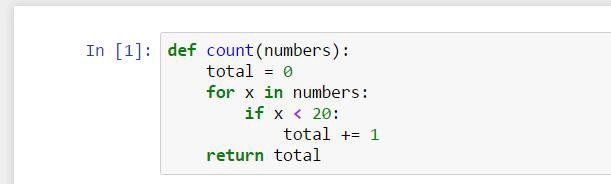 In [1]: def count(numbers):
    total = 0
    for x in numbers:
        if x < 20:
            total += 1
    return total